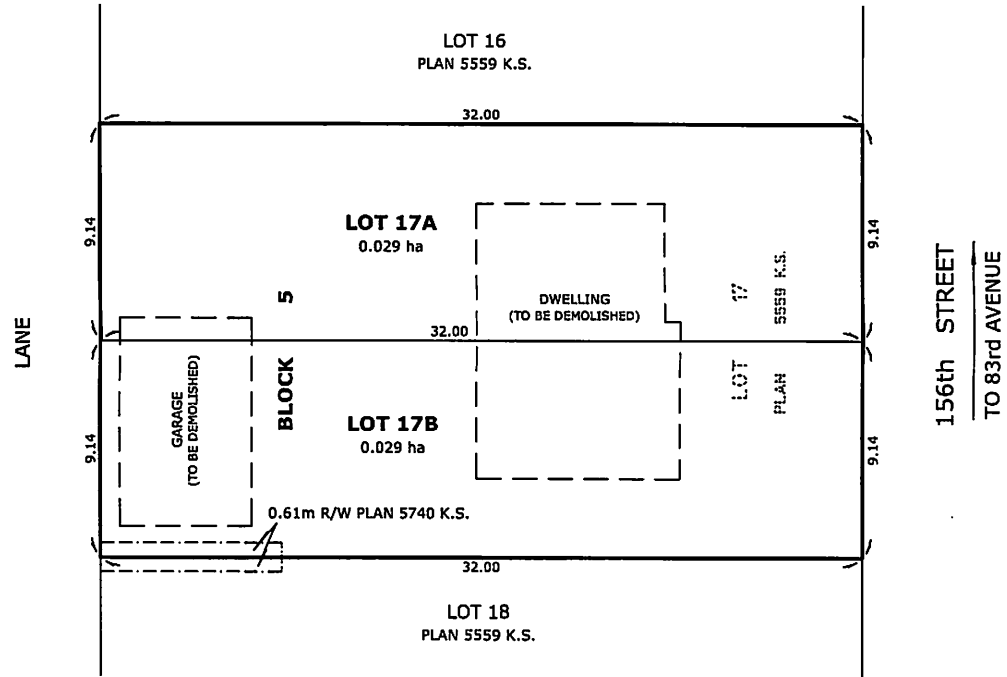 LOT 16
PLAN 5559 K.S.
32.00
9.14
9.14
LOT 17A
0.029 ha
DWELLING
(TO BE DEMOLISHED)
LOT 17
PLAN 5559 K.S.
BLOCK 5
LANE
156th STREET
TO 83rd AVENUE
32.00
GARAGE
(TO BE DEMOLISHED)
LOT 17B
0.029 ha
9.14
9.14
0.61m R/W PLAN 5740 K.S.
32.00
LOT 18
PLAN 5559 K.S.